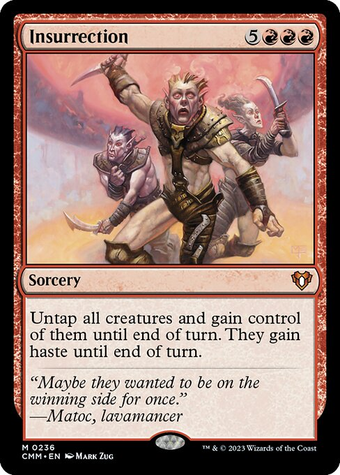 Insurrection 5
Sorcery
Untap all creatures and gain control
of them until end of turn. They gain
haste until end of turn.
“Maybe they wanted to be on the
winning side for once.”
—Matoc, lavamancer
M 0236
CMM • EN Mark Zug
™ & © 2023 Wizards of the Coast